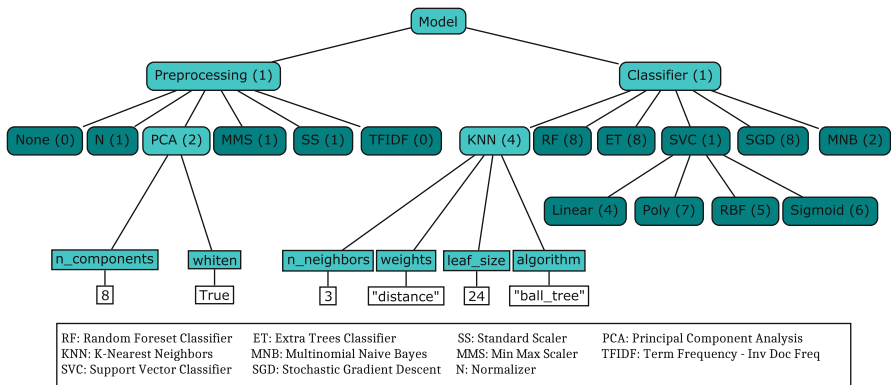 Model
Preprocessing (1) Classifier (1)
None (0) N (1) PCA (2) MMS (1) SS (1) TFIDF (0) KNN (4) RF (8) ET (8) SVC (1) SGD (8) MNB (2)
Linear (4) Poly (7) RBF (5) Sigmoid (6)
n_components whiten n_neighbors weights leaf_size algorithm
8 True 3 "distance" 24 "ball_tree"
RF: Random Foreset Classifier ET: Extra Trees Classifier SS: Standard Scaler PCA: Principal Component Analysis
KNN: K-Nearest Neighbors MNB: Multinomial Naive Bayes MMS: Min Max Scaler TFIDF: Term Frequency - Inv Doc Freq
SVC: Support Vector Classifier SGD: Stochastic Gradient Descent N: Normalizer